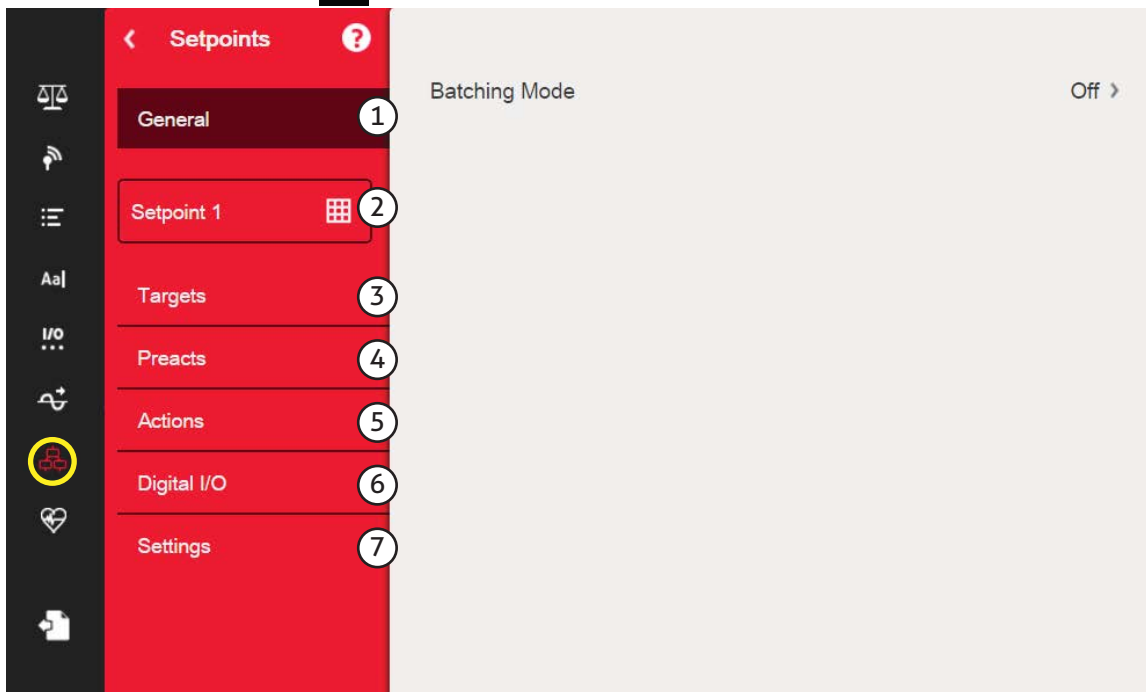 Setpoints ?
General 1
Batching Mode Off
Setpoint 1 2
Aa
Targets 3
I/O
Preacts 4
Actions 5
Digital I/O 6
Settings 7